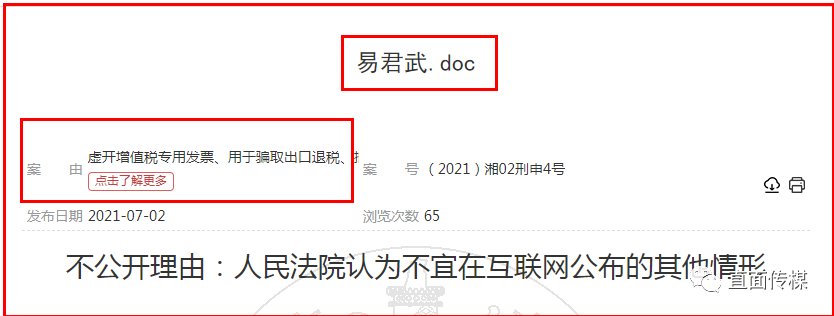 易君武.doc
案 由 虚开增值税专用发票、用于骗取出口退税、 案 号 （2021）湘02刑申4号
点击了解更多
发布日期 2021-07-02 浏览次数 65
不公开理由：人民法院认为不宜在互联网公布的其他情形
直面传媒